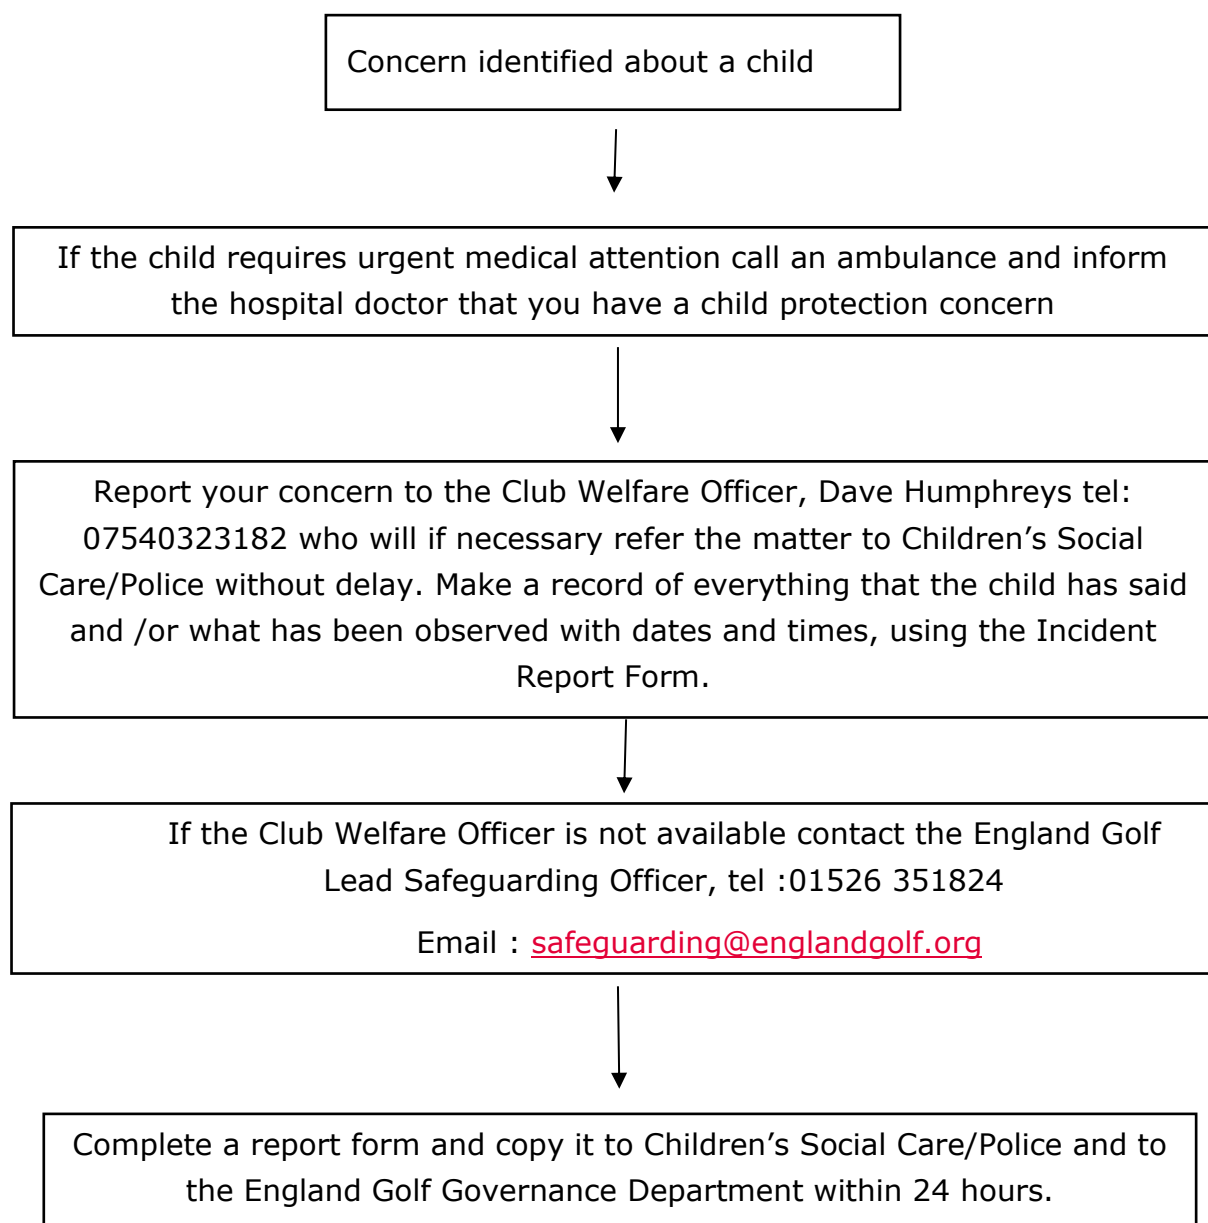 Concern identified about a child
If the child requires urgent medical attention call an ambulance and inform
the hospital doctor that you have a child protection concern
Report your concern to the Club Welfare Officer, Dave Humphreys tel:
07540323182 who will if necessary refer the matter to Children’s Social
Care/Police without delay. Make a record of everything that the child has said
and /or what has been observed with dates and times, using the Incident
Report Form.
If the Club Welfare Officer is not available contact the England Golf
Lead Safeguarding Officer, tel :01526 351824
Email : safeguarding@englandgolf.org
Complete a report form and copy it to Children’s Social Care/Police and to
the England Golf Governance Department within 24 hours.